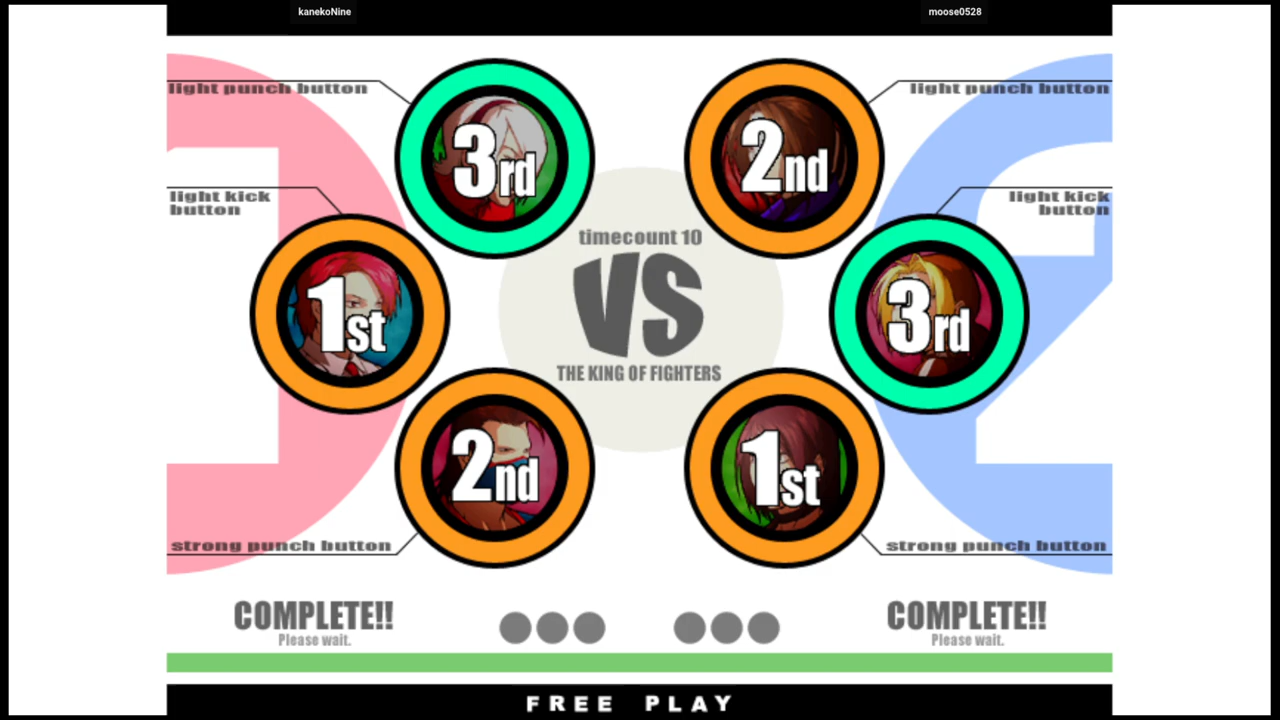 kanekoNine
moose0528
light punch button
light punch button
3rd
2nd
light kick
button
light kick
button
timecount 10
VS
THE KING OF FIGHTERS
1st
3rd
2nd
1st
strong punch button
strong punch button
COMPLETE!!
Please wait.
COMPLETE!!
Please wait.
FREE PLAY